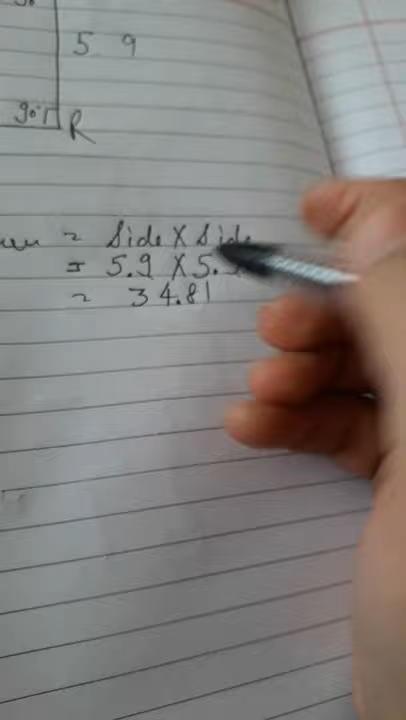 5 9
90° R
= Side X Side
= 5.9 X 5.
= 34.81